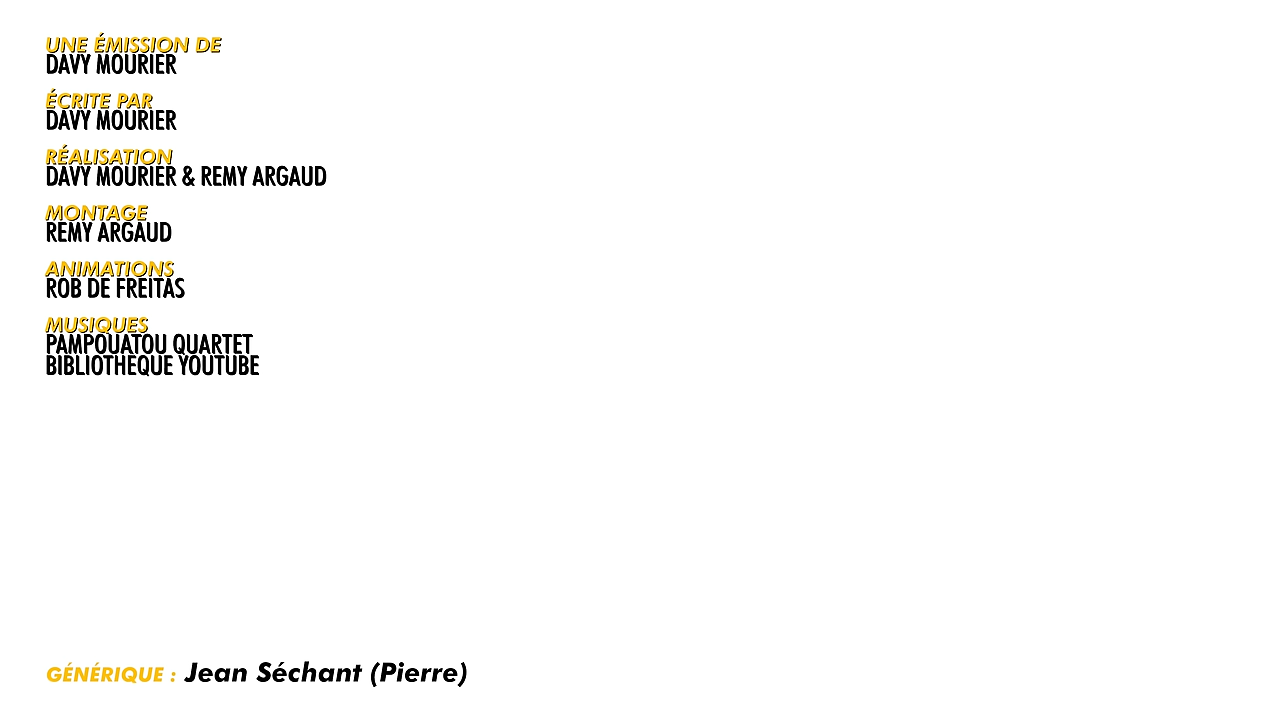 UNE ÉMISSION DE
DAVY MOURIER
ÉCRITE PAR
DAVY MOURIER
RÉALISATION
DAVY MOURIER & REMY ARGAUD
MONTAGE
REMY ARGAUD
ANIMATIONS
ROB DE FREITAS
MUSIQUES
PAMPOUATOU QUARTET
BIBLIOTHEQUE YOUTUBE
GÉNÉRIQUE : Jean Séchant (Pierre)